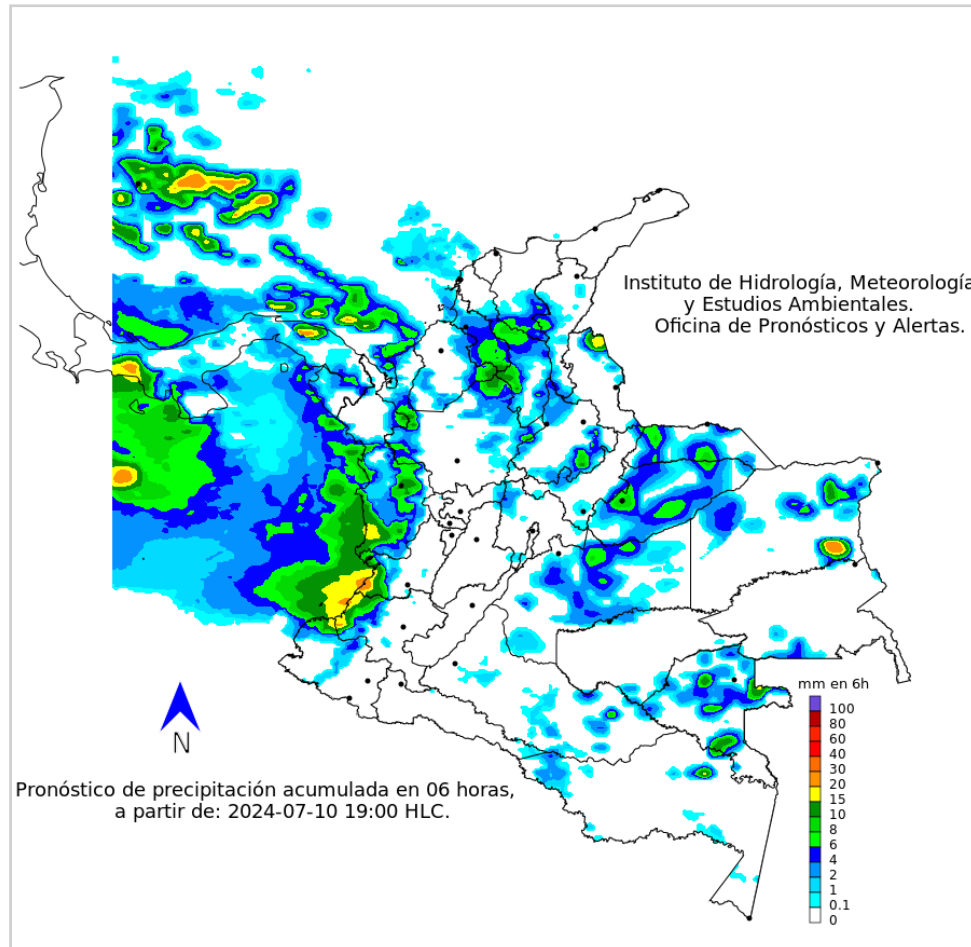 Instituto de Hidrología, Meteorología
y Estudios Ambientales.
Oficina de Pronósticos y Alertas.
mm en 6h
100
80
60
40
30
20
15
10
8
6
4
2
1
0.1
0
N
Pronóstico de precipitación acumulada en 06 horas,
a partir de: 2024-07-10 19:00 HLC.